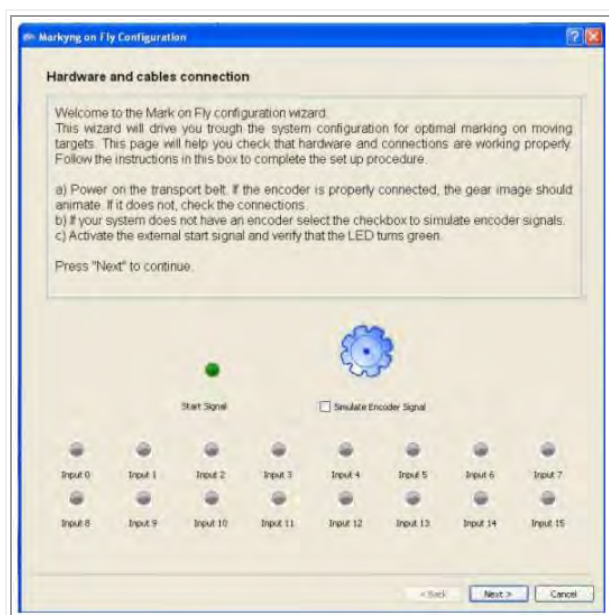 Markyng on Fly Configuration
Hardware and cables connection
Welcome to the Mark on Fly configuration wizard.
This wizard will drive you trough the system configuration for optimal marking on moving
targets. This page will help you check that hardware and connections are working properly.
Follow the instructions in this box to complete the set up procedure.
a) Power on the transport belt. If the encoder is properly connected, the gear image should
animate. If it does not, check the connections.
b) If your system does not have an encoder select the checkbox to simulate encoder signals.
c) Activate the external start signal and verify that the LED turns green.
Press "Next" to continue.
Start Signal
Simulate Encoder Signal
Input 0 Input 1 Input 2 Input 3 Input 4 Input 5 Input 6 Input 7
Input 8 Input 9 Input 10 Input 11 Input 12 Input 13 Input 14 Input 15
< Back Next > Cancel